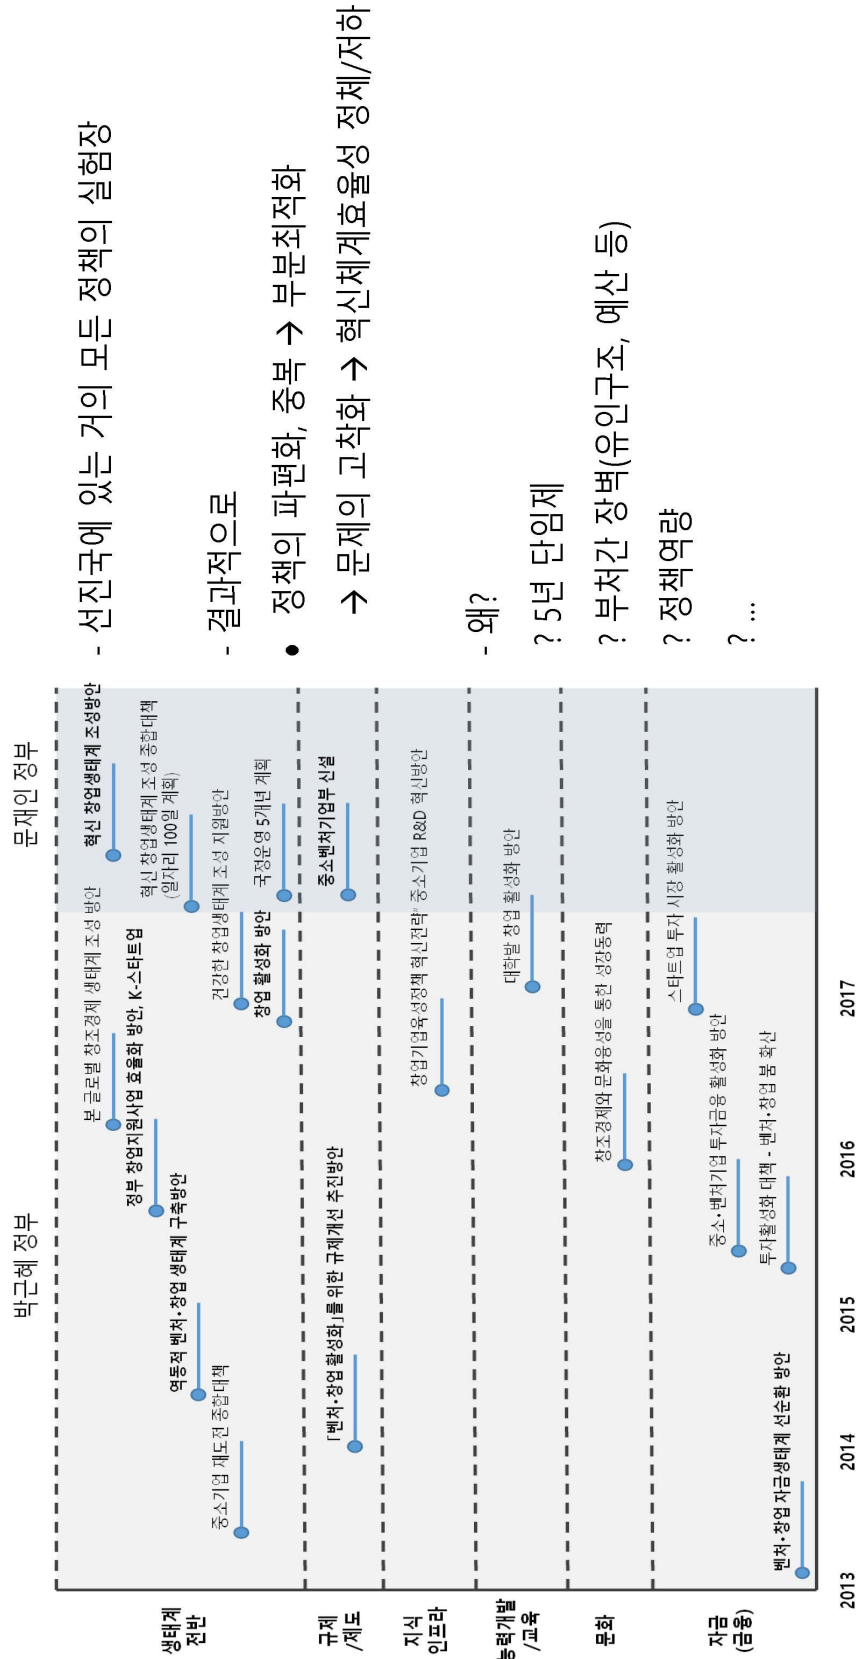 박근혜 정부
문재인 정부
생태계
전반
본 글로벌 창조경제 생태계 조성 방안
혁신 창업생태계 조성방안
정부 창업지원사업 효율화 방안, K-스타트업
혁신 창업생태계 조성 종합대책
(일자리 100일 계획)
역동적 벤처·창업 생태계 구축방안
중소기업 재도전 종합대책
건강한 창업생태계 조성 지원방안
창업 활성화 방안
국정운영 5개년 계획
규제
/제도
「벤처·창업 활성화」를 위한 규제개선 추진방안
중소벤처기업부 신설
지식
인프라
창업기업육성정책 혁신전략" 중소기업 R&D 혁신방안
능력개발
/교육
대학발 창업 활성화 방안
문화
창조경제와 문화융성을 통한 성장동력
자금
(금융)
스타트업 투자 시장 활성화 방안
중소·벤처기업 투자금융 활성화 방안
투자활성화 대책 - 벤처·창업 붐 확산
벤처·창업 자금생태계 선순환 방안
2013
2014
2015
2016
2017
- 선진국에 있는 거의 모든 정책의 실험장
- 결과적으로
• 정책의 파편화, 중복 → 부분최적화
→ 문제의 고착화 → 혁신체계효율성 정체/저하
- 왜?
? 5년 단임제
? 부처간 장벽(유인구조, 예산 등)
? 정책역량
? ...